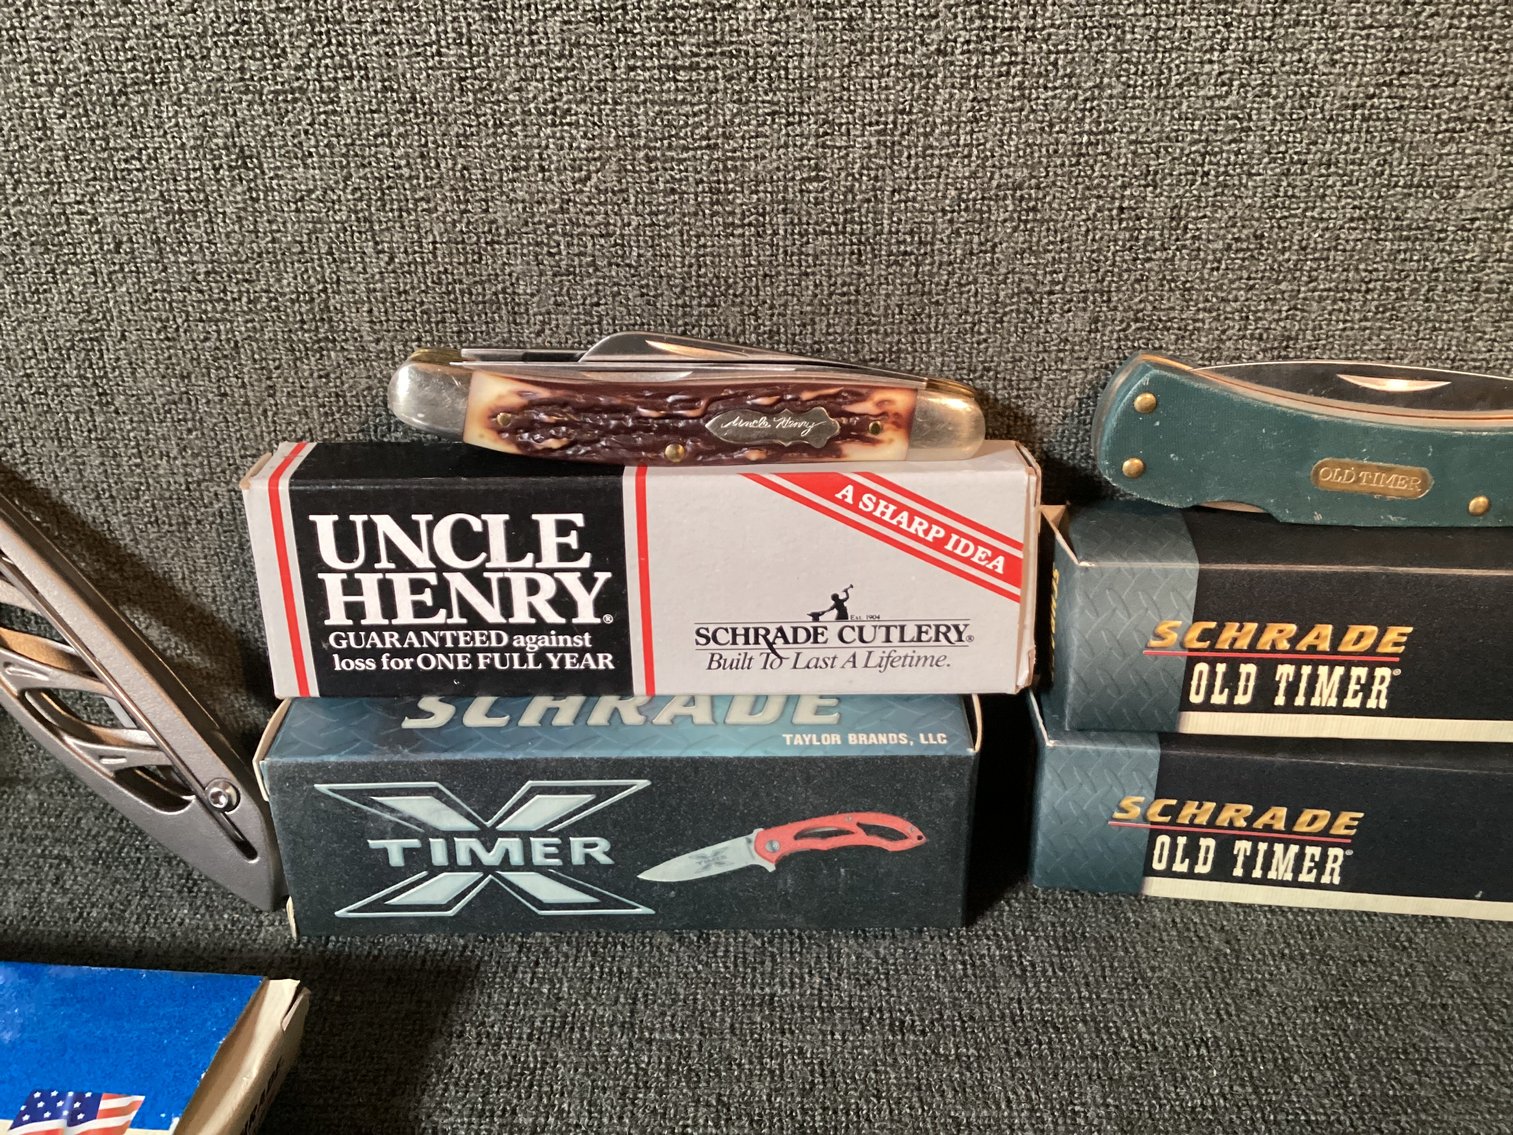 Uncle Henry
UNCLE
HENRY®
GUARANTEED against
loss for ONE FULL YEAR
A SHARP IDEA
Est. 1904
SCHRADE CUTLERY®
Built To Last A Lifetime.
SCHRADE
TAYLOR BRANDS, LLC
X
TIMER
OLD TIMER
SCHRADE
OLD TIMER®
SCHRADE
OLD TIMER®